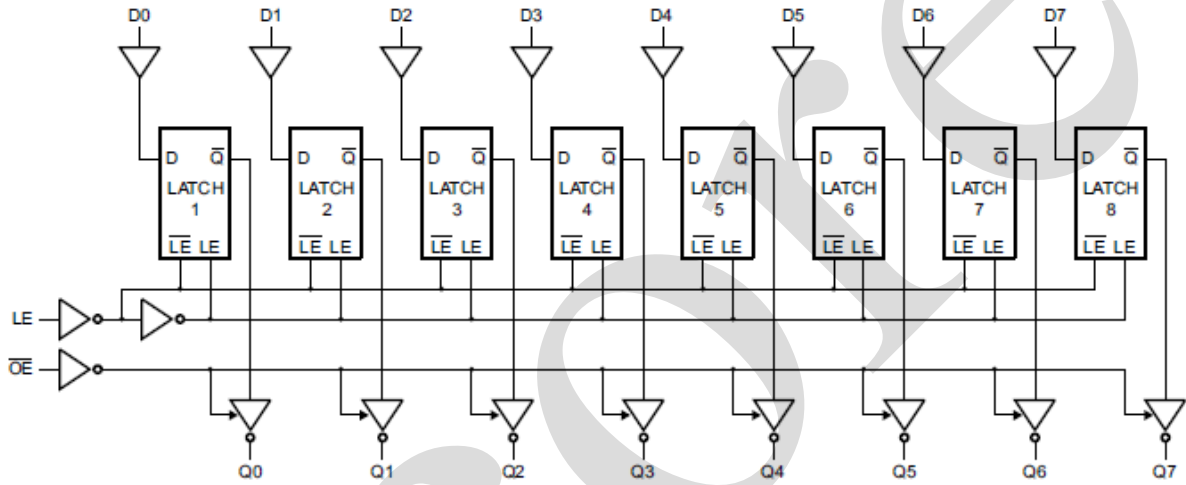 D0 D1 D2 D3 D4 D5 D6 D7
D Q̅ D Q̅ D Q̅ D Q̅ D Q̅ D Q̅ D Q̅ D Q̅
LATCH LATCH LATCH LATCH LATCH LATCH LATCH LATCH
1 2 3 4 5 6 7 8
L̅E̅ LE L̅E̅ LE L̅E̅ LE L̅E̅ LE L̅E̅ LE L̅E̅ LE L̅E̅ LE L̅E̅ LE
LE
O̅E̅
Q0 Q1 Q2 Q3 Q4 Q5 Q6 Q7